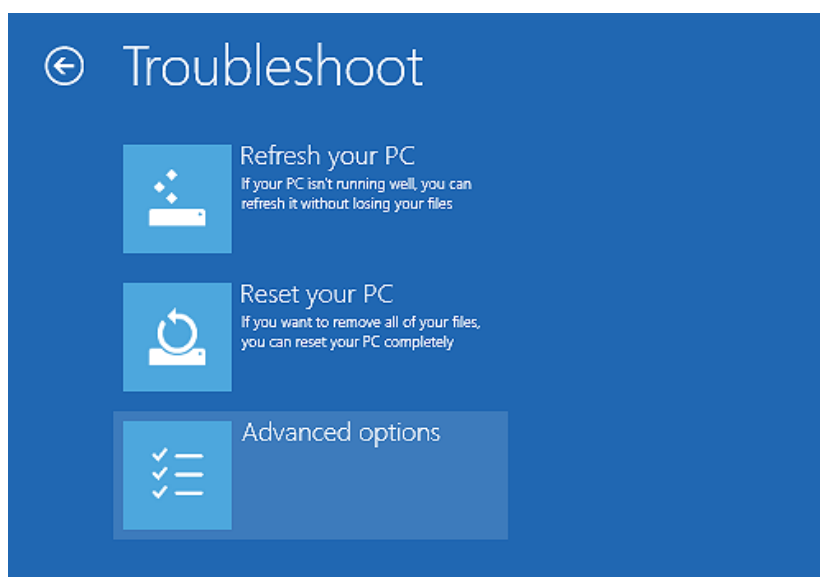 Troubleshoot
Refresh your PC
If your PC isn't running well, you can
refresh it without losing your files
Reset your PC
If you want to remove all of your files,
you can reset your PC completely
Advanced options